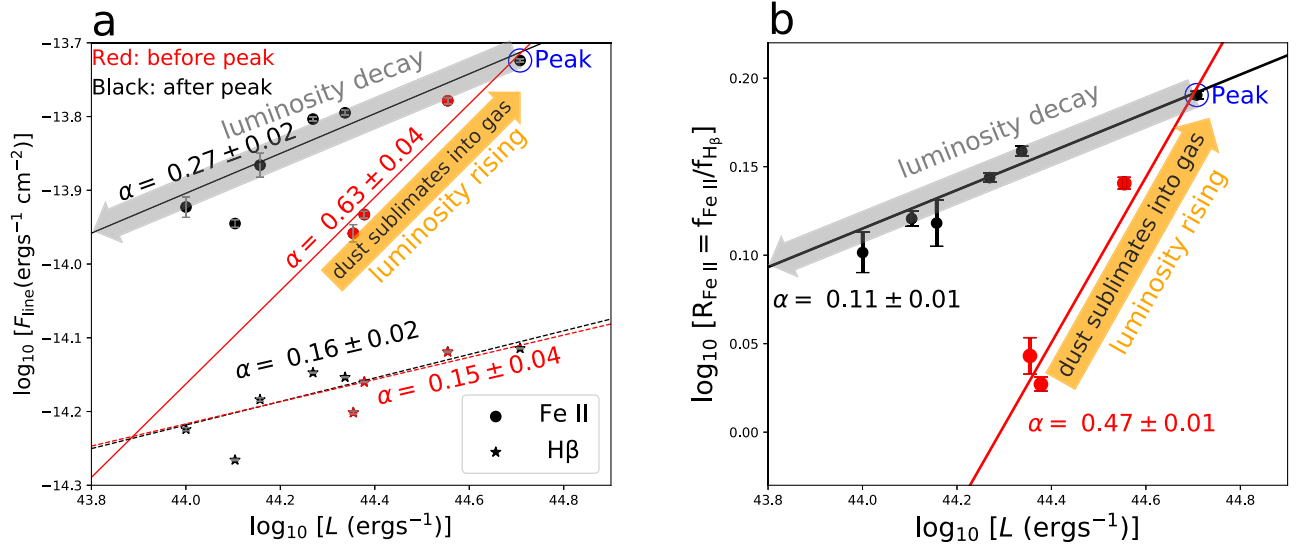 a
Red: before peak
Black: after peak
Peak
luminosity decay
α = 0.27 ± 0.02
α = 0.63 ± 0.04
dust sublimates into gas
luminosity rising
α = 0.16 ± 0.02
α = 0.15 ± 0.04
Fe II
Hβ
−13.7
−13.8
−13.9
−14.0
−14.1
−14.2
−14.3
log₁₀ [F_line(ergs⁻¹ cm⁻²)]
43.8 44.0 44.2 44.4 44.6 44.8
log₁₀ [L (ergs⁻¹)]
b
Peak
luminosity decay
dust sublimates into gas
luminosity rising
α = 0.11 ± 0.01
α = 0.47 ± 0.01
0.20
0.15
0.10
0.05
0.00
log₁₀ [R_Fe II = f_Fe II/f_Hβ]
43.8 44.0 44.2 44.4 44.6 44.8
log₁₀ [L (ergs⁻¹)]